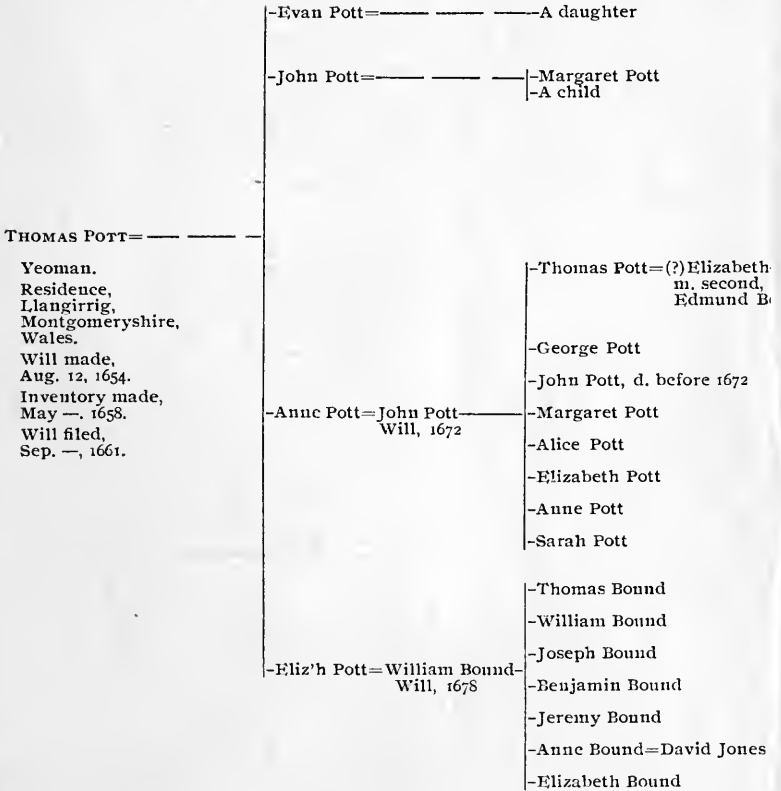 -Evan Pott=—— —— ——-A daughter
-John Pott=—— —— —-Margaret Pott
-A child
THOMAS POTT=—— —— —
Yeoman.
Residence,
Llangirrig,
Montgomeryshire,
Wales.
Will made,
Aug. 12, 1654.
Inventory made,
May —. 1658.
Will filed,
Sep. —, 1661.
-Anne Pott=John Pott——
Will, 1672
-Thomas Pott=(?)Elizabeth
m. second,
Edmund
-George Pott
-John Pott, d. before 1672
-Margaret Pott
-Alice Pott
-Elizabeth Pott
-Anne Pott
-Sarah Pott
-Eliz'h Pott=William Bound-
Will, 1678
-Thomas Bound
-William Bound
-Joseph Bound
-Benjamin Bound
-Jeremy Bound
-Anne Bound=David Jones
-Elizabeth Bound